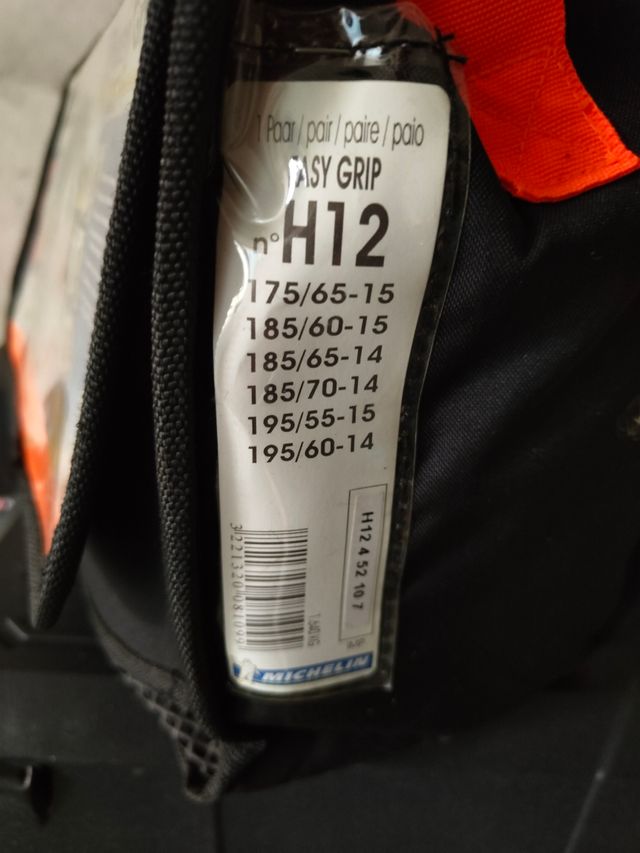 1 Paar / pair / paire / paio
ASY GRIP
n° H12
175/65-15
185/60-15
185/65-14
185/70-14
195/55-15
195/60-14
H12 4 52 10 7
3221320081099
MICHELIN